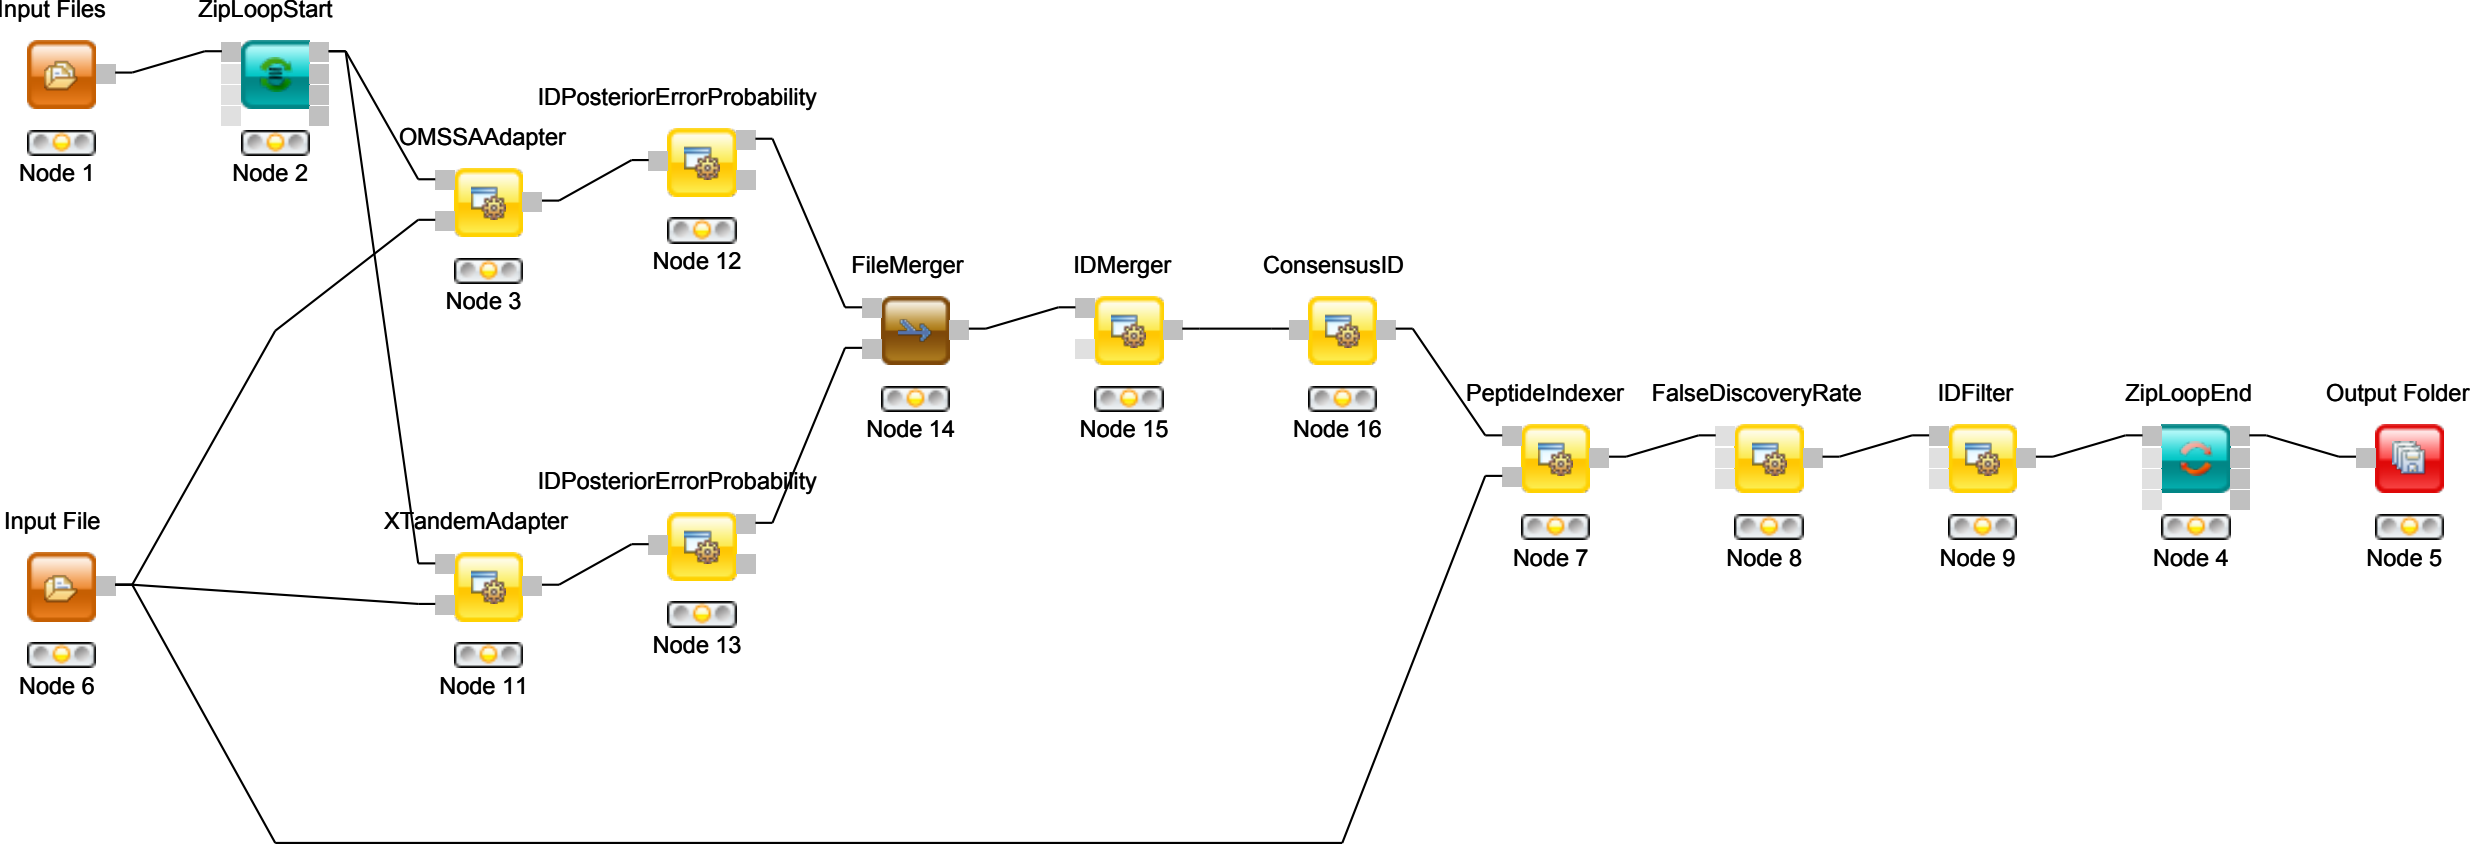 Input Files
ZipLoopStart
Node 1
Node 2
IDPosteriorErrorProbability
OMSSAAdapter
Node 12
Node 3
FileMerger
IDMerger
ConsensusID
Node 14
Node 15
Node 16
PeptideIndexer
FalseDiscoveryRate
IDFilter
ZipLoopEnd
Output Folder
Node 7
Node 8
Node 9
Node 4
Node 5
IDPosteriorErrorProbability
Input File
XTandemAdapter
Node 13
Node 6
Node 11